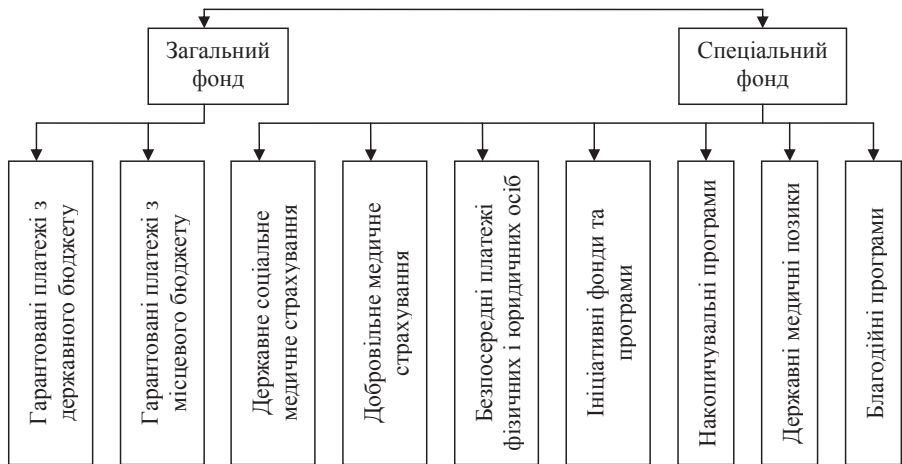 Загальний
фонд
Спеціальний
фонд
Гарантовані платежі з
державного бюджету
Гарантовані платежі з
місцевого бюджету
Державне соціальне
медичне страхування
Добровільне медичне
страхування
Безпосередні платежі
фізичних і юридичних осіб
Ініціативні фонди та
програми
Накопичувальні програми
Державні медичні позики
Благодійні програми